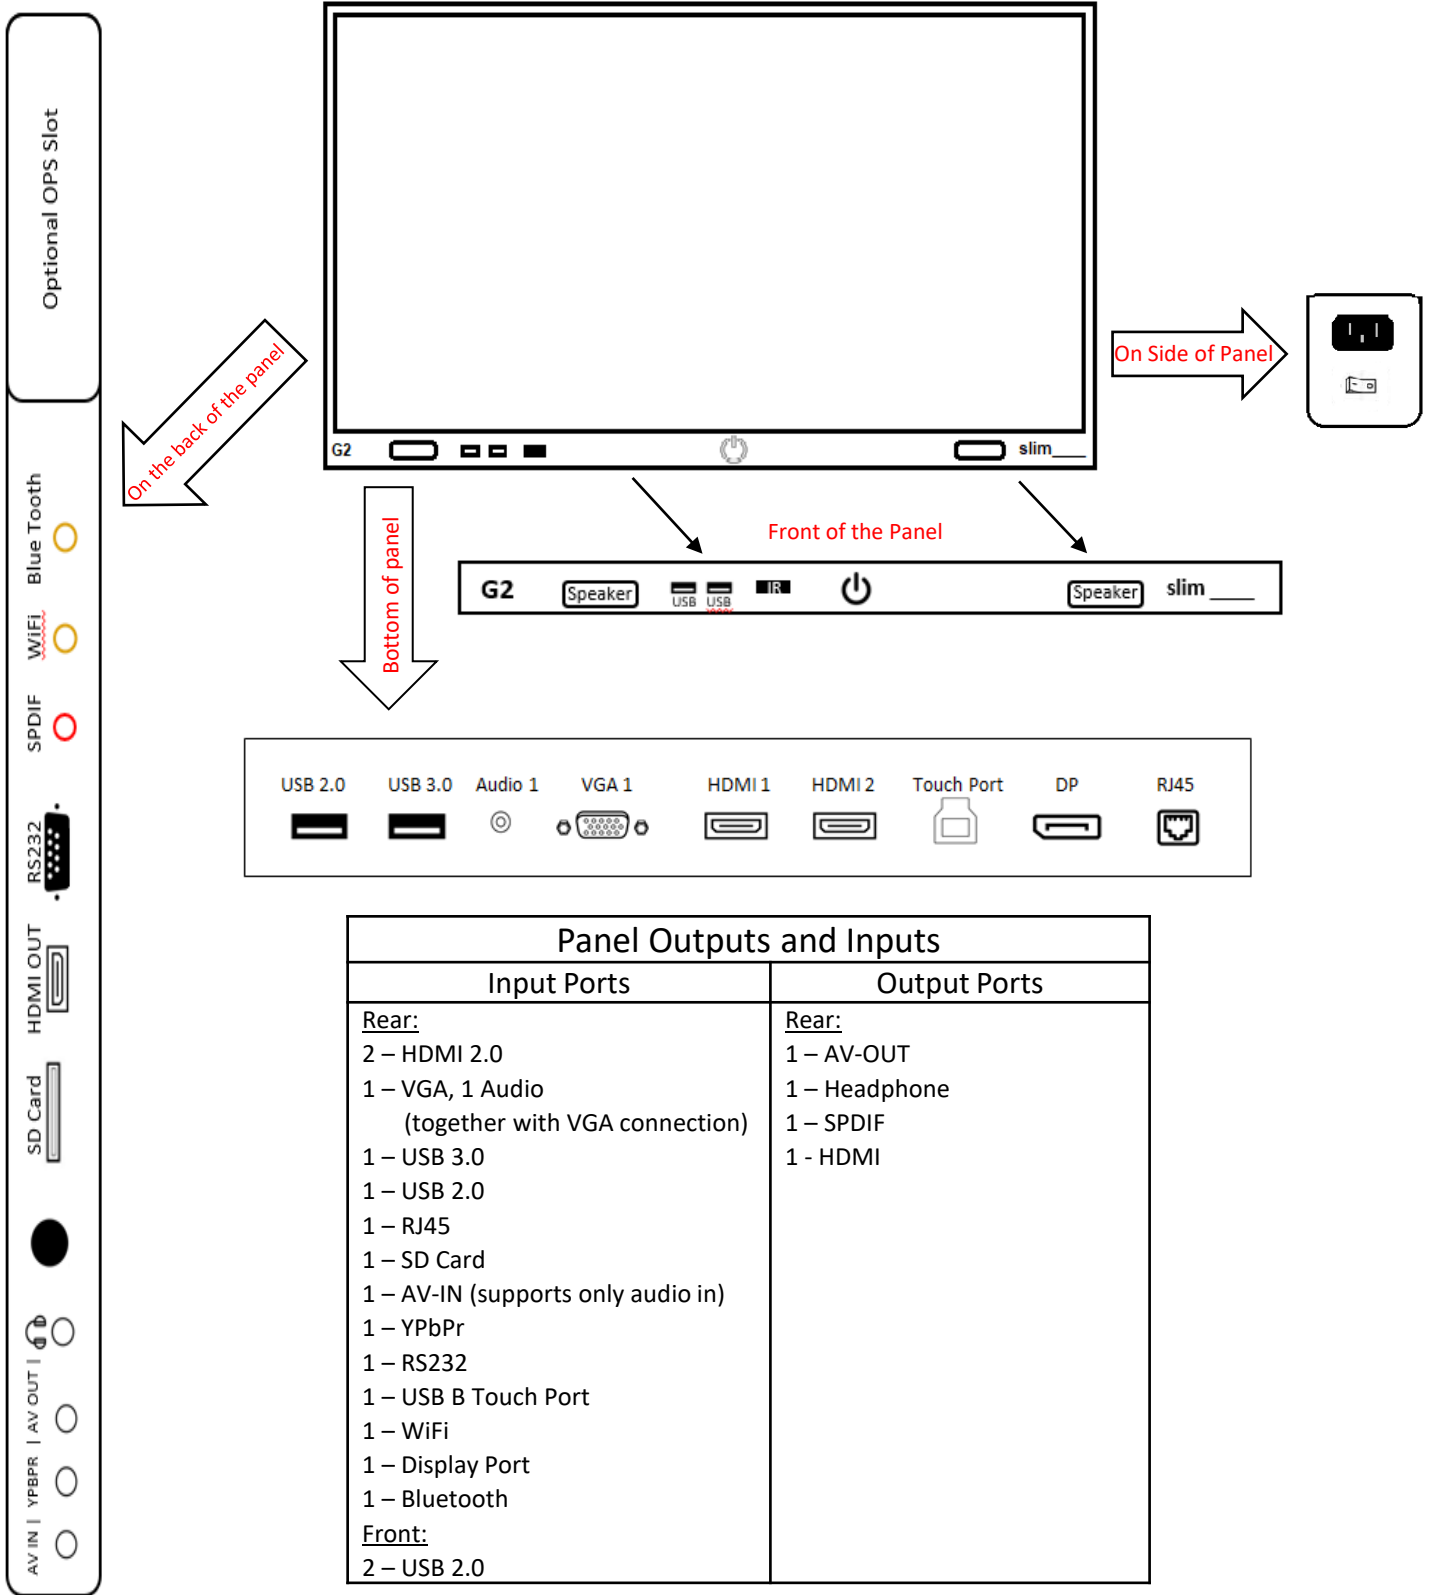 Optional OPS Slot
Blue Tooth
WiFi
SPDIF
RS232
HDMI OUT
SD Card
AV IN | YPBPR | AV OUT |
On the back of the panel
G2
slim____
On Side of Panel
Bottom of panel
Front of the Panel
G2 Speaker USB USB IR Speaker slim ____
USB 2.0 USB 3.0 Audio 1 VGA 1 HDMI 1 HDMI 2 Touch Port DP RJ45
Panel Outputs and Inputs
Input Ports
Rear:
2 – HDMI 2.0
1 – VGA, 1 Audio
(together with VGA connection)
1 – USB 3.0
1 – USB 2.0
1 – RJ45
1 – SD Card
1 – AV-IN (supports only audio in)
1 – YPbPr
1 – RS232
1 – USB B Touch Port
1 – WiFi
1 – Display Port
1 – Bluetooth
Front:
2 – USB 2.0
Output Ports
Rear:
1 – AV-OUT
1 – Headphone
1 – SPDIF
1 - HDMI